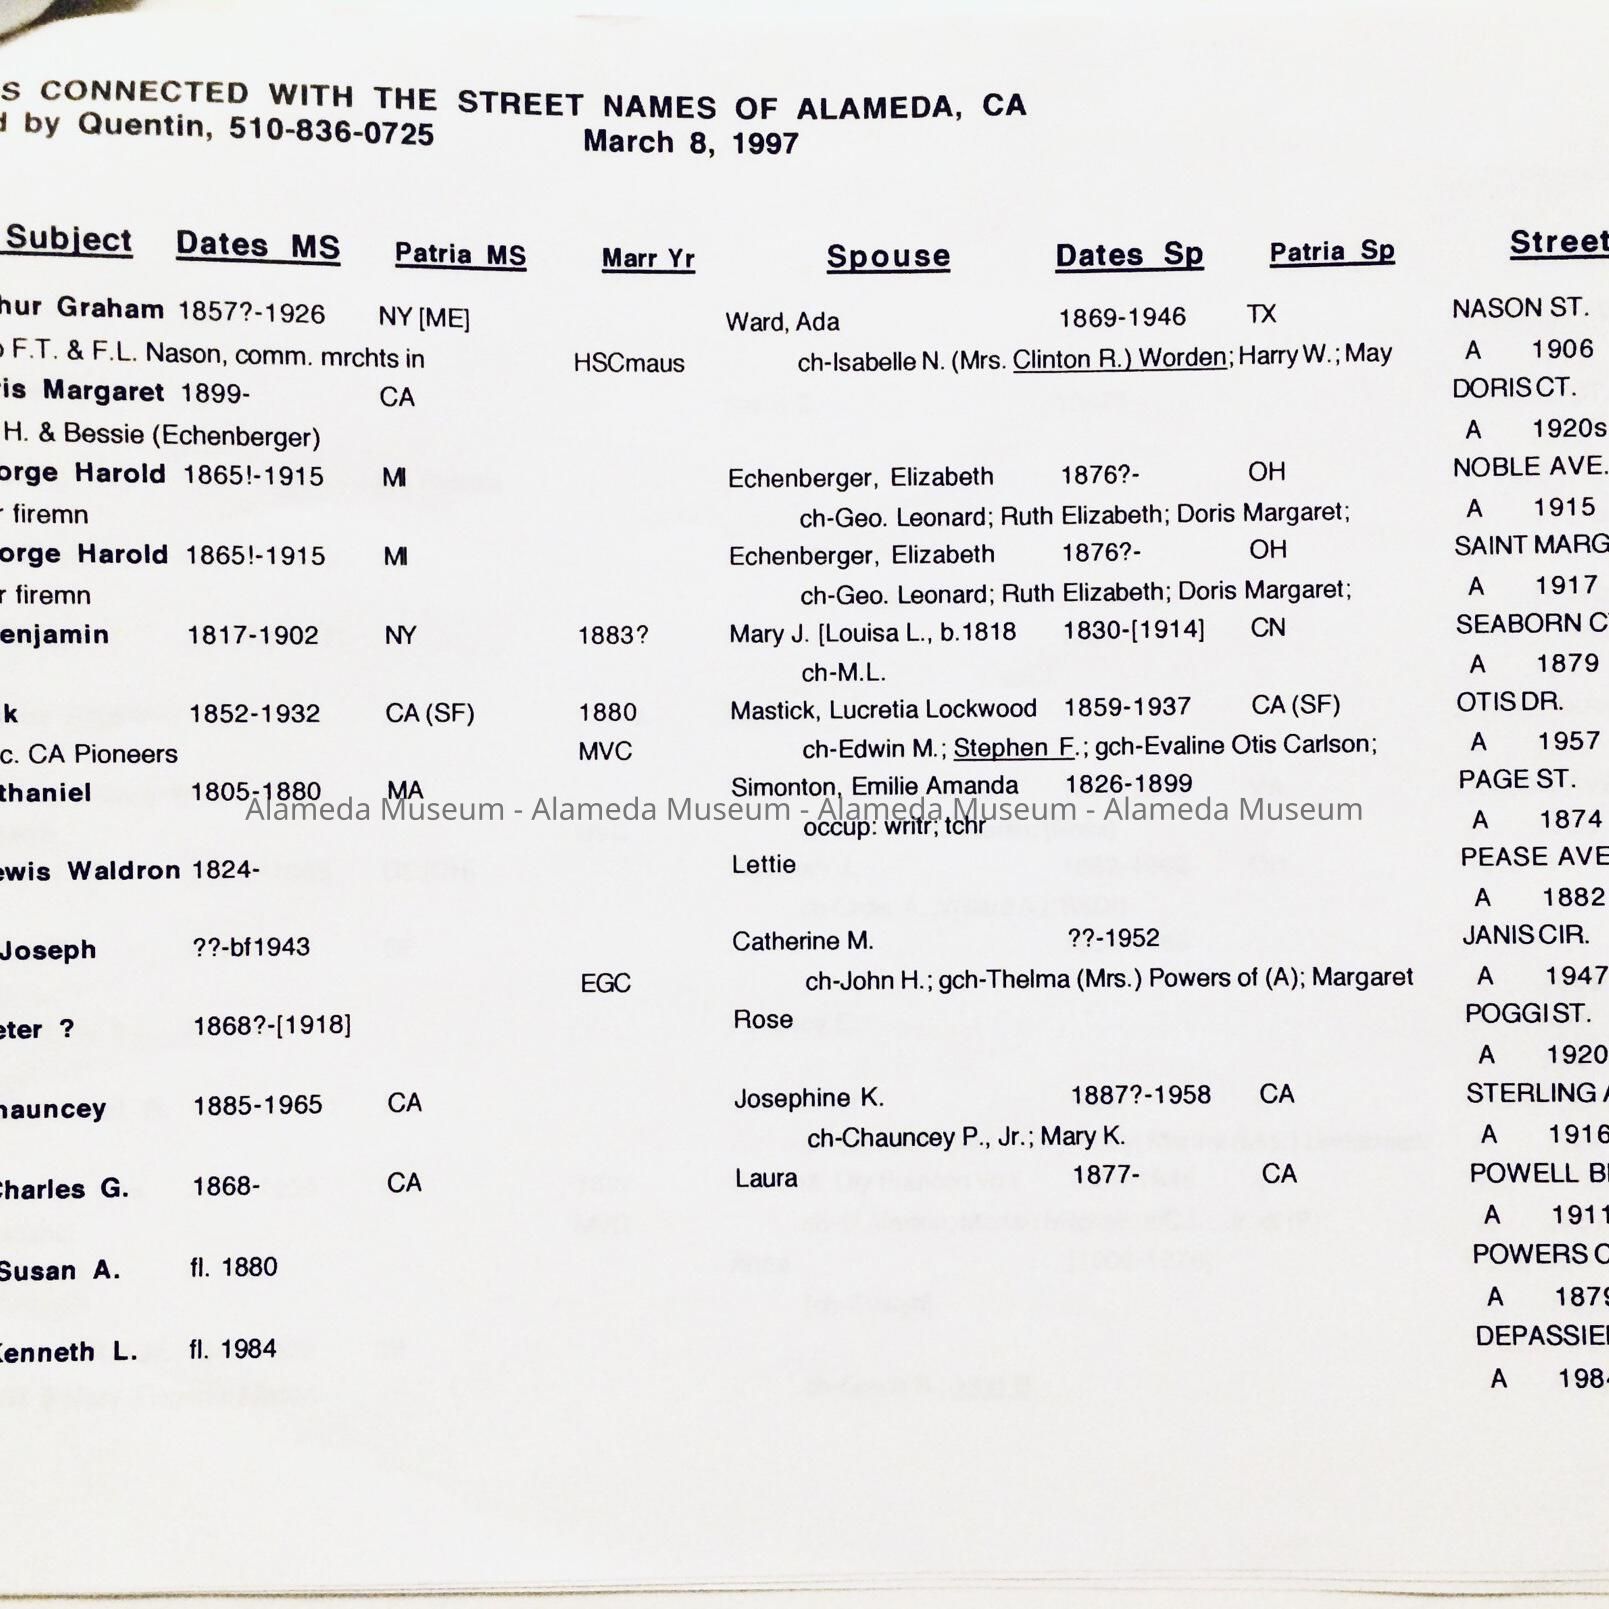 S CONNECTED WITH THE STREET NAMES OF ALAMEDA, CA
d by Quentin, 510-836-0725 March 8, 1997
Subject Dates MS Patria MS Marr Yr Spouse Dates Sp Patria Sp Street
hur Graham 1857?-1926 NY [ME] Ward, Ada 1869-1946 TX NASON ST.
F.T. & F.L. Nason, comm. mrchts in HSCmaus ch-Isabelle N. (Mrs. Clinton R.) Worden; Harry W.; May A 1906
is Margaret 1899- CA DORIS CT.
H. & Bessie (Echenberger) A 1920s
orge Harold 1865!-1915 MI Echenberger, Elizabeth 1876?- OH NOBLE AVE.
r firemn ch-Geo. Leonard; Ruth Elizabeth; Doris Margaret; A 1915
orge Harold 1865!-1915 MI Echenberger, Elizabeth 1876?- OH SAINT MARG
r firemn ch-Geo. Leonard; Ruth Elizabeth; Doris Margaret; A 1917
enjamin 1817-1902 NY 1883? Mary J. [Louisa L., b.1818 1830-[1914] CN SEABORN C
ch-M.L. A 1879
k 1852-1932 CA (SF) 1880 Mastick, Lucretia Lockwood 1859-1937 CA (SF) OTIS DR.
c. CA Pioneers MVC ch-Edwin M.; Stephen F.; gch-Evaline Otis Carlson; A 1957
thaniel 1805-1880 MA Simonton, Emilie Amanda 1826-1899 PAGE ST.
Alameda Museum - Alameda Museum - Alameda Museum - Alameda Museum
occup: writr; tchr A 1874
ewis Waldron 1824- Lettie PEASE AVE
A 1882
Joseph ??-bf1943 Catherine M. ??-1952 JANIS CIR.
EGC ch-John H.; gch-Thelma (Mrs.) Powers of (A); Margaret A 1947
eter ? 1868?-[1918] Rose POGGI ST.
A 1920
hauncey 1885-1965 CA Josephine K. 1887?-1958 CA STERLING A
ch-Chauncey P., Jr.; Mary K. A 1916
Charles G. 1868- CA Laura 1877- CA POWELL B
A 1911
Susan A. fl. 1880 POWERS C
A 1879
Kenneth L. fl. 1984 DEPASSIE
A 198